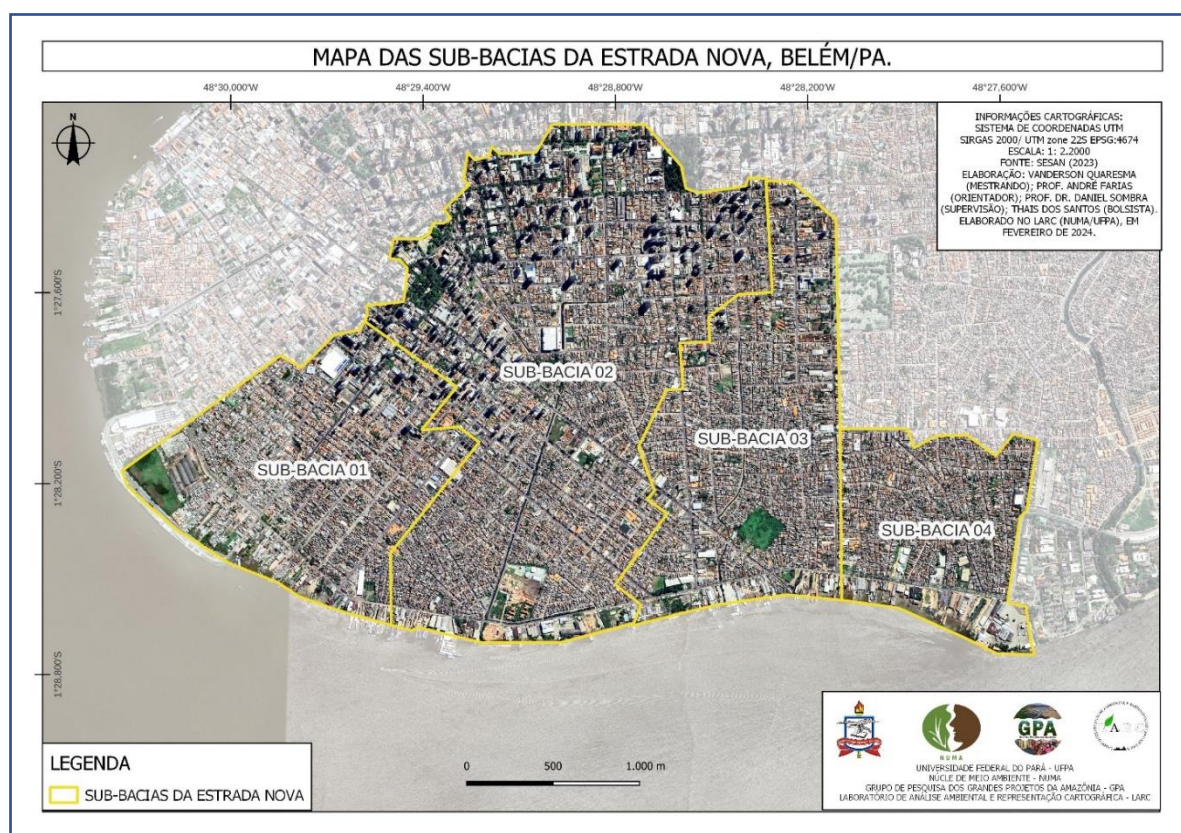 MAPA DAS SUB-BACIAS DA ESTRADA NOVA, BELÉM/PA.
48°30,000W 48°29,400W 48°28,800W 48°28,200W 48°27,600W
N
INFORMAÇÕES CARTOGRÁFICAS:
SISTEMA DE COORDENADAS UTM
SIRGAS 2000/ UTM zone 22S EPSG:4674
ESCALA: 1: 2.2000
FONTE: SESAN (2023)
ELABORAÇÃO: VANDERSON QUARESMA
(MESTRANDO); PROF. ANDRÉ FARIAS
(ORIENTADOR); PROF. DR. DANIEL SOMBRA
(SUPERVISÃO); THAIS DOS SANTOS (BOLSISTA).
ELABORADO NO LARC (NUMA/UFPA), EM
FEVEREIRO DE 2024.
1°27,600'S
1°28,200'S
1°28,800'S
SUB-BACIA 02
SUB-BACIA 03
SUB-BACIA 01
SUB-BACIA 04
LEGENDA
SUB-BACIAS DA ESTRADA NOVA
0 500 1.000 m
NUMA
GPA
UNIVERSIDADE FEDERAL DO PARÁ - UFPA
NÚCLE DE MEIO AMBIENTE - NUMA
GRUPO DE PESQUISA DOS GRANDES PROJETOS DA AMAZÔNIA - GPA
LABORATÓRIO DE ANÁLISE AMBIENTAL E REPRESENTAÇÃO CARTOGRÁFICA - LARC